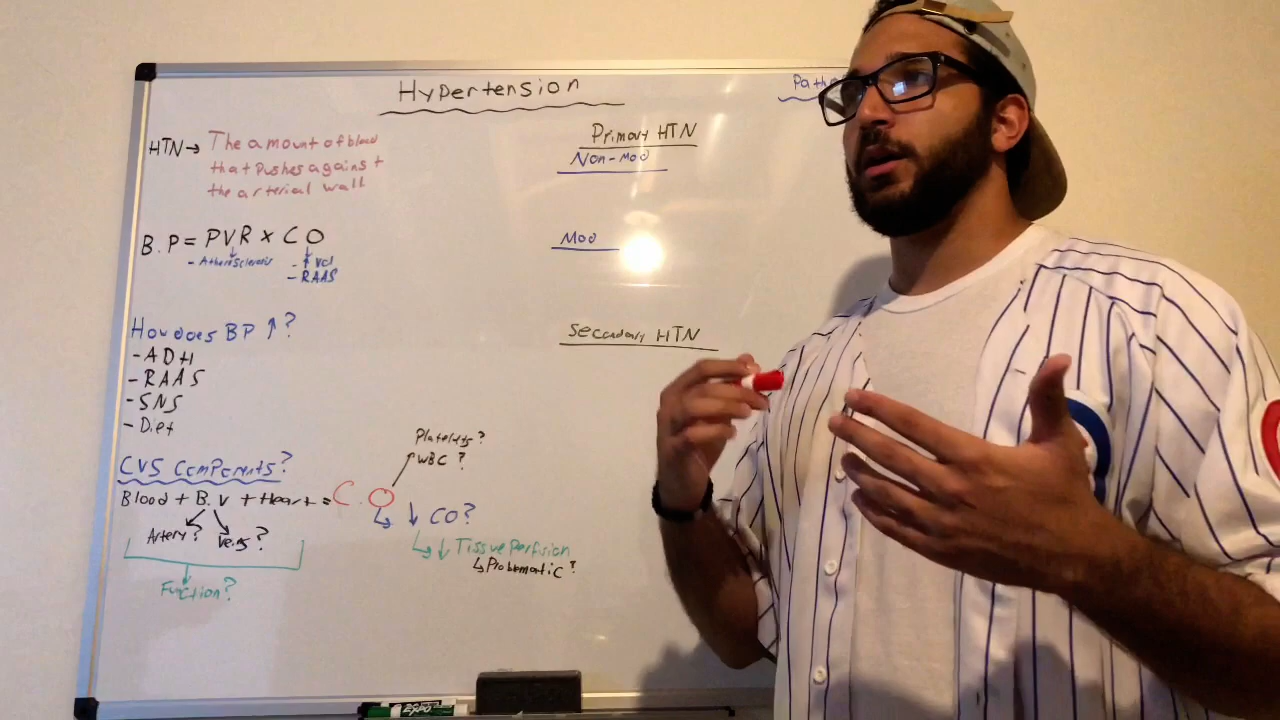 Hypertension
HTN→ The amount of blood
that pushes against
the arterial wall
B.P = PVR x CO
- Atherosclerosis
- ↑ Vol
- RAAS
How does BP ↑?
- ADH
- RAAS
- SNS
- Diet
CVS Components?
Blood + B.V + Heart = C.O
Artery? Veins?
Function?
Platelets?
WBC?
↓ CO?
↓ Tissue Perfusion
↳ Problematic?
Primary HTN
Non-Mod
Mod
Secondary HTN
EXPO